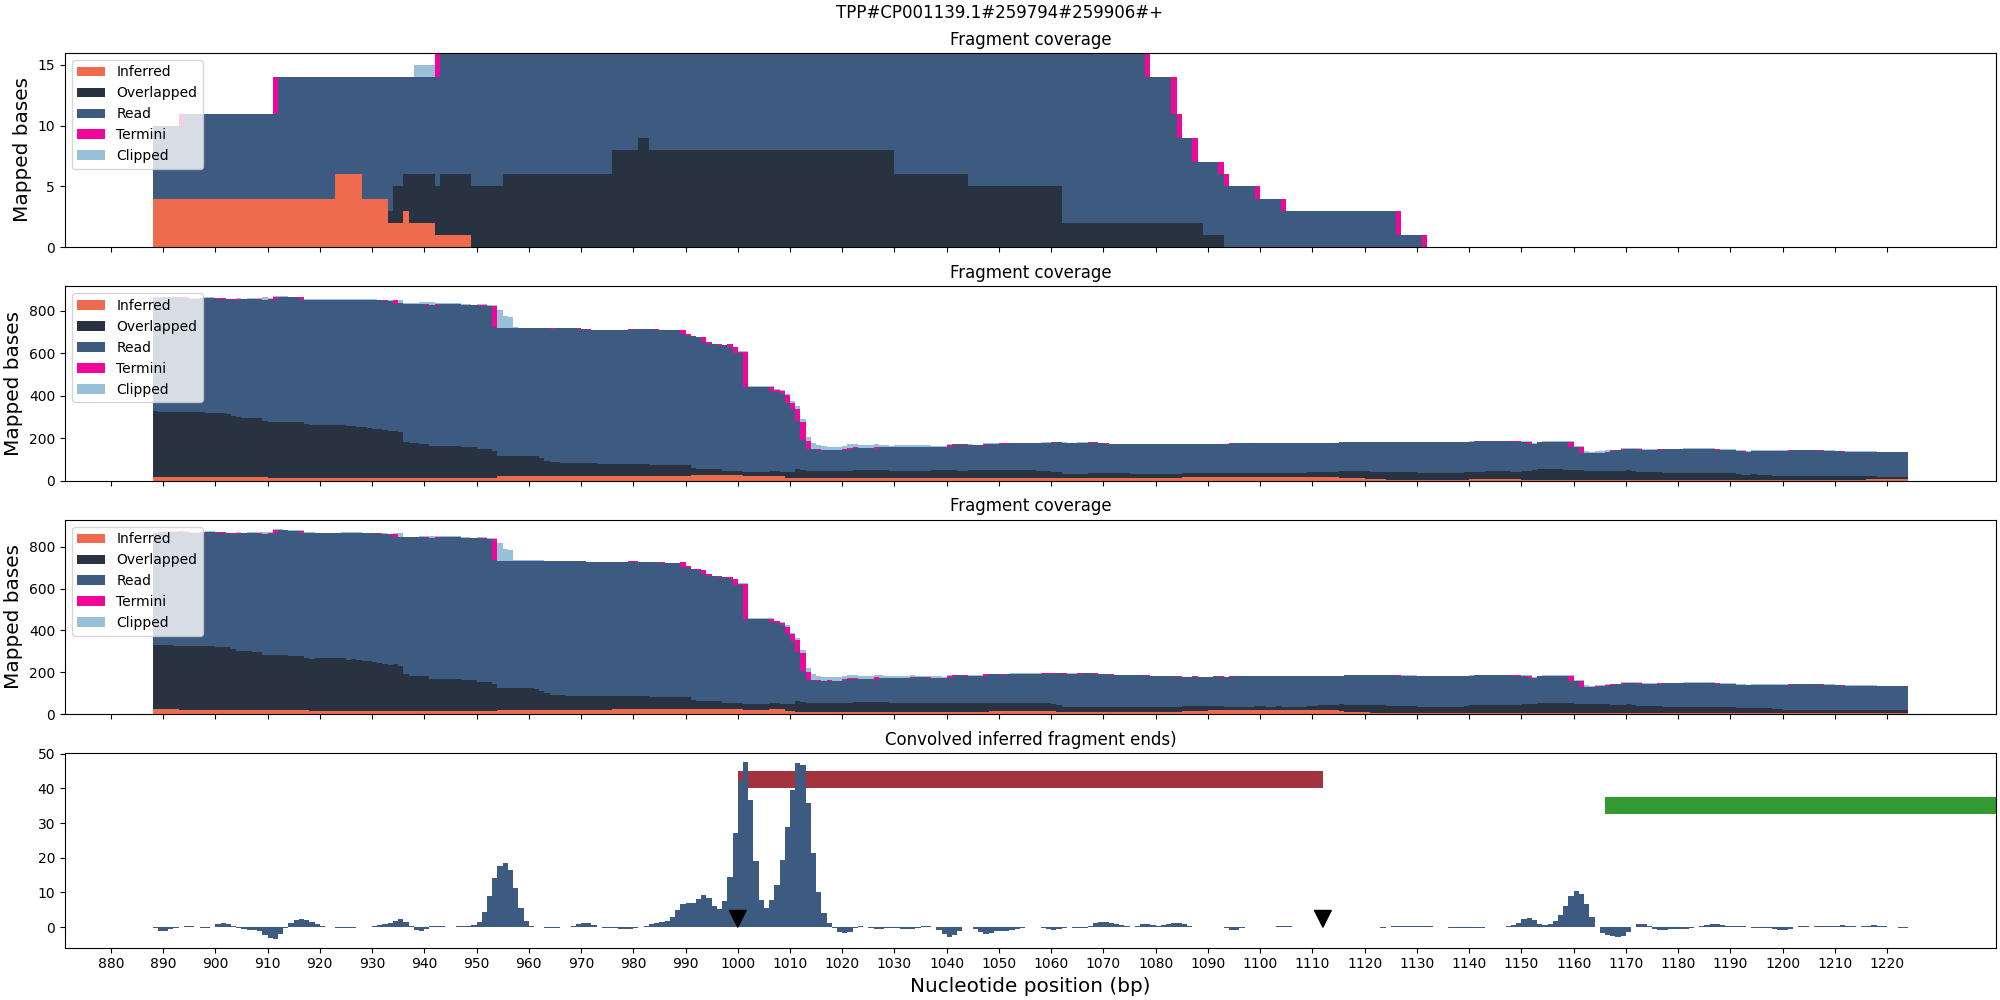 TPP#CP001139.1#259794#259906#+
Fragment coverage
Mapped bases
15
10
5
0
Inferred
Overlapped
Read
Termini
Clipped
Fragment coverage
Mapped bases
800
600
400
200
0
Inferred
Overlapped
Read
Termini
Clipped
Fragment coverage
Mapped bases
800
600
400
200
0
Inferred
Overlapped
Read
Termini
Clipped
Convolved inferred fragment ends)
50
40
30
20
10
0
880 890 900 910 920 930 940 950 960 970 980 990 1000 1010 1020 1030 1040 1050 1060 1070 1080 1090 1100 1110 1120 1130 1140 1150 1160 1170 1180 1190 1200 1210 1220
Nucleotide position (bp)